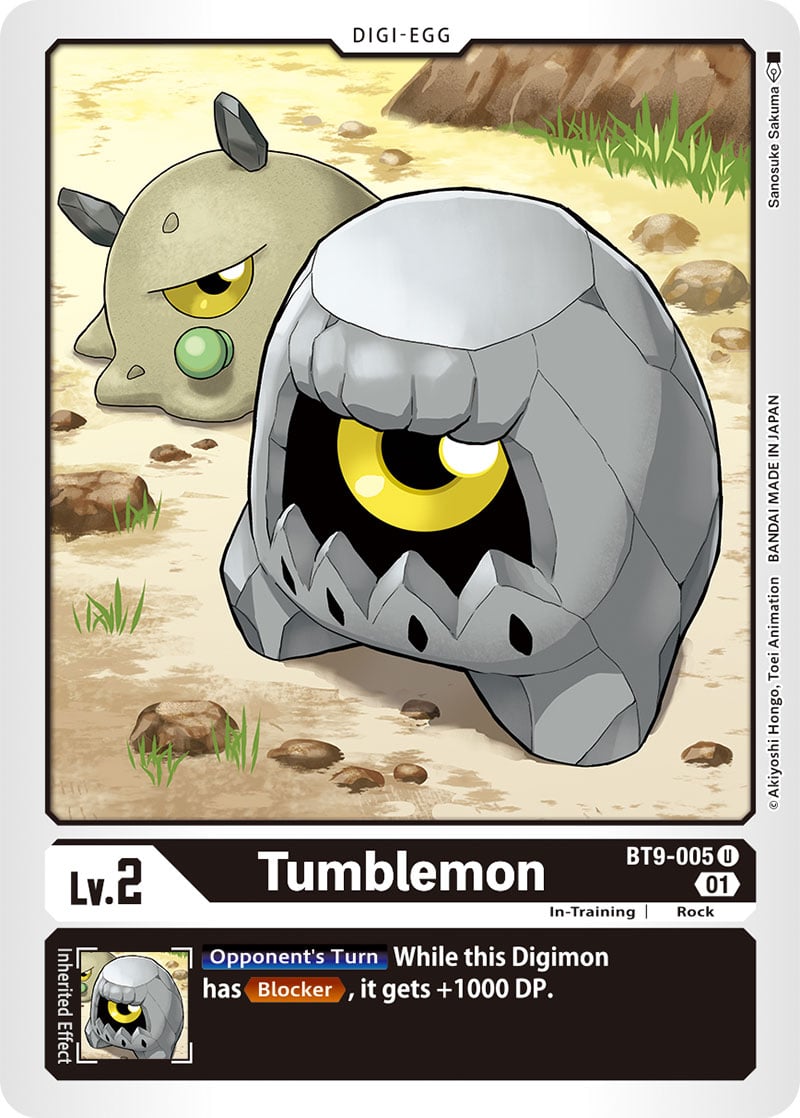 DIGI-EGG
Sanosuke Sakuma
© Akiyoshi Hongo, Toei Animation BANDAI MADE IN JAPAN
Lv.2
Tumblemon
BT9-005 U
01
In-Training | Rock
Inherited Effect
Opponent's Turn While this Digimon
has Blocker, it gets +1000 DP.